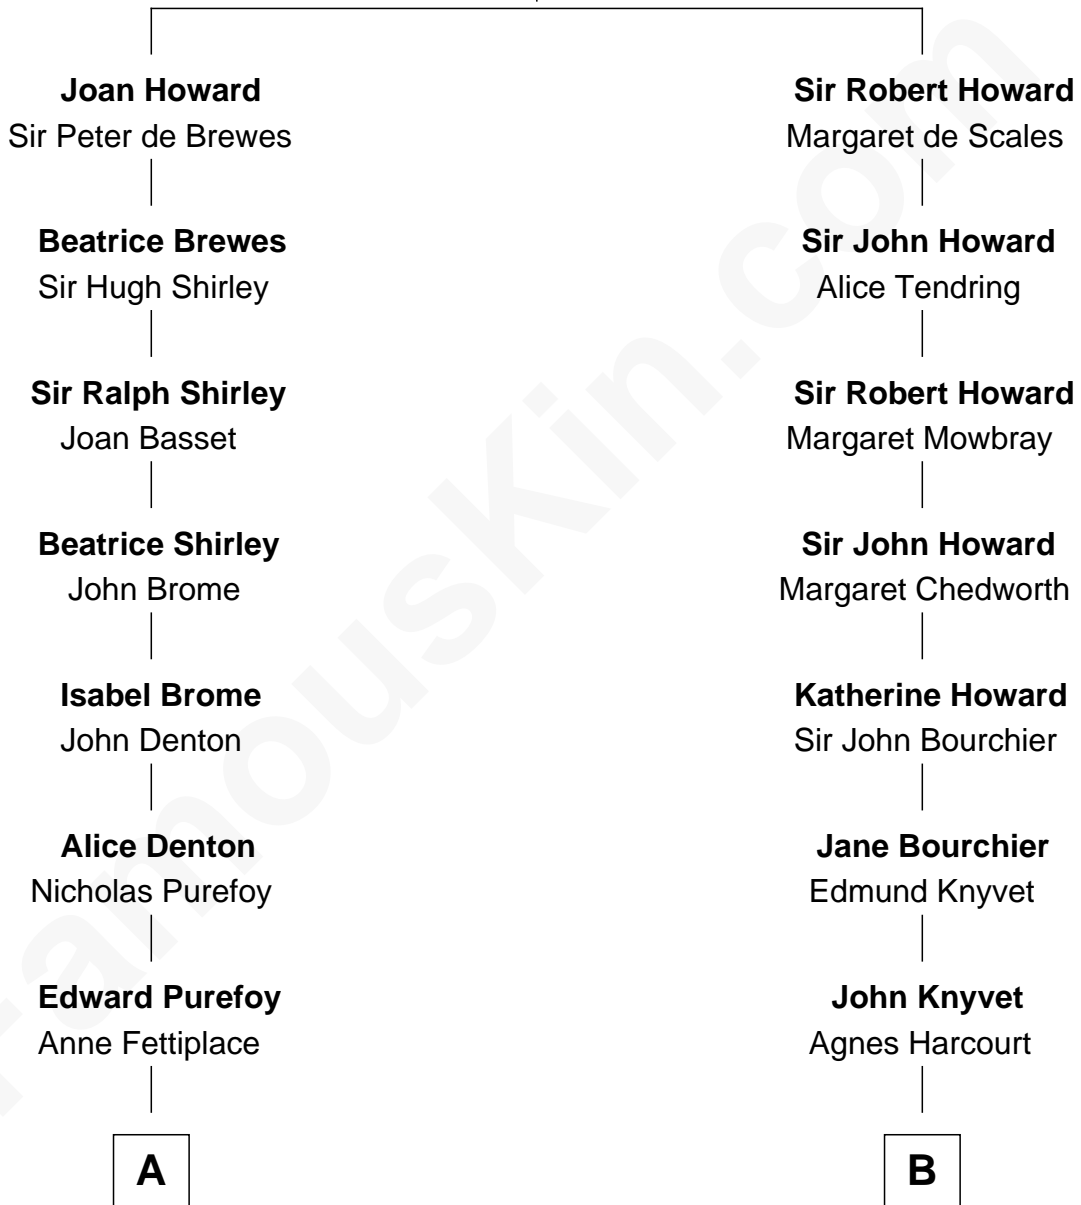 Joan Howard
Sir Peter de Brewes
Sir Robert Howard
Margaret de Scales
Beatrice Brewes
Sir Hugh Shirley
Sir John Howard
Alice Tendring
Sir Ralph Shirley
Joan Basset
Sir Robert Howard
Margaret Mowbray
Beatrice Shirley
John Brome
Sir John Howard
Margaret Chedworth
Isabel Brome
John Denton
Katherine Howard
Sir John Bourchier
Alice Denton
Nicholas Purefoy
Jane Bourchier
Edmund Knyvet
Edward Purefoy
Anne Fettiplace
John Knyvet
Agnes Harcourt
A
B
FamousKin.com